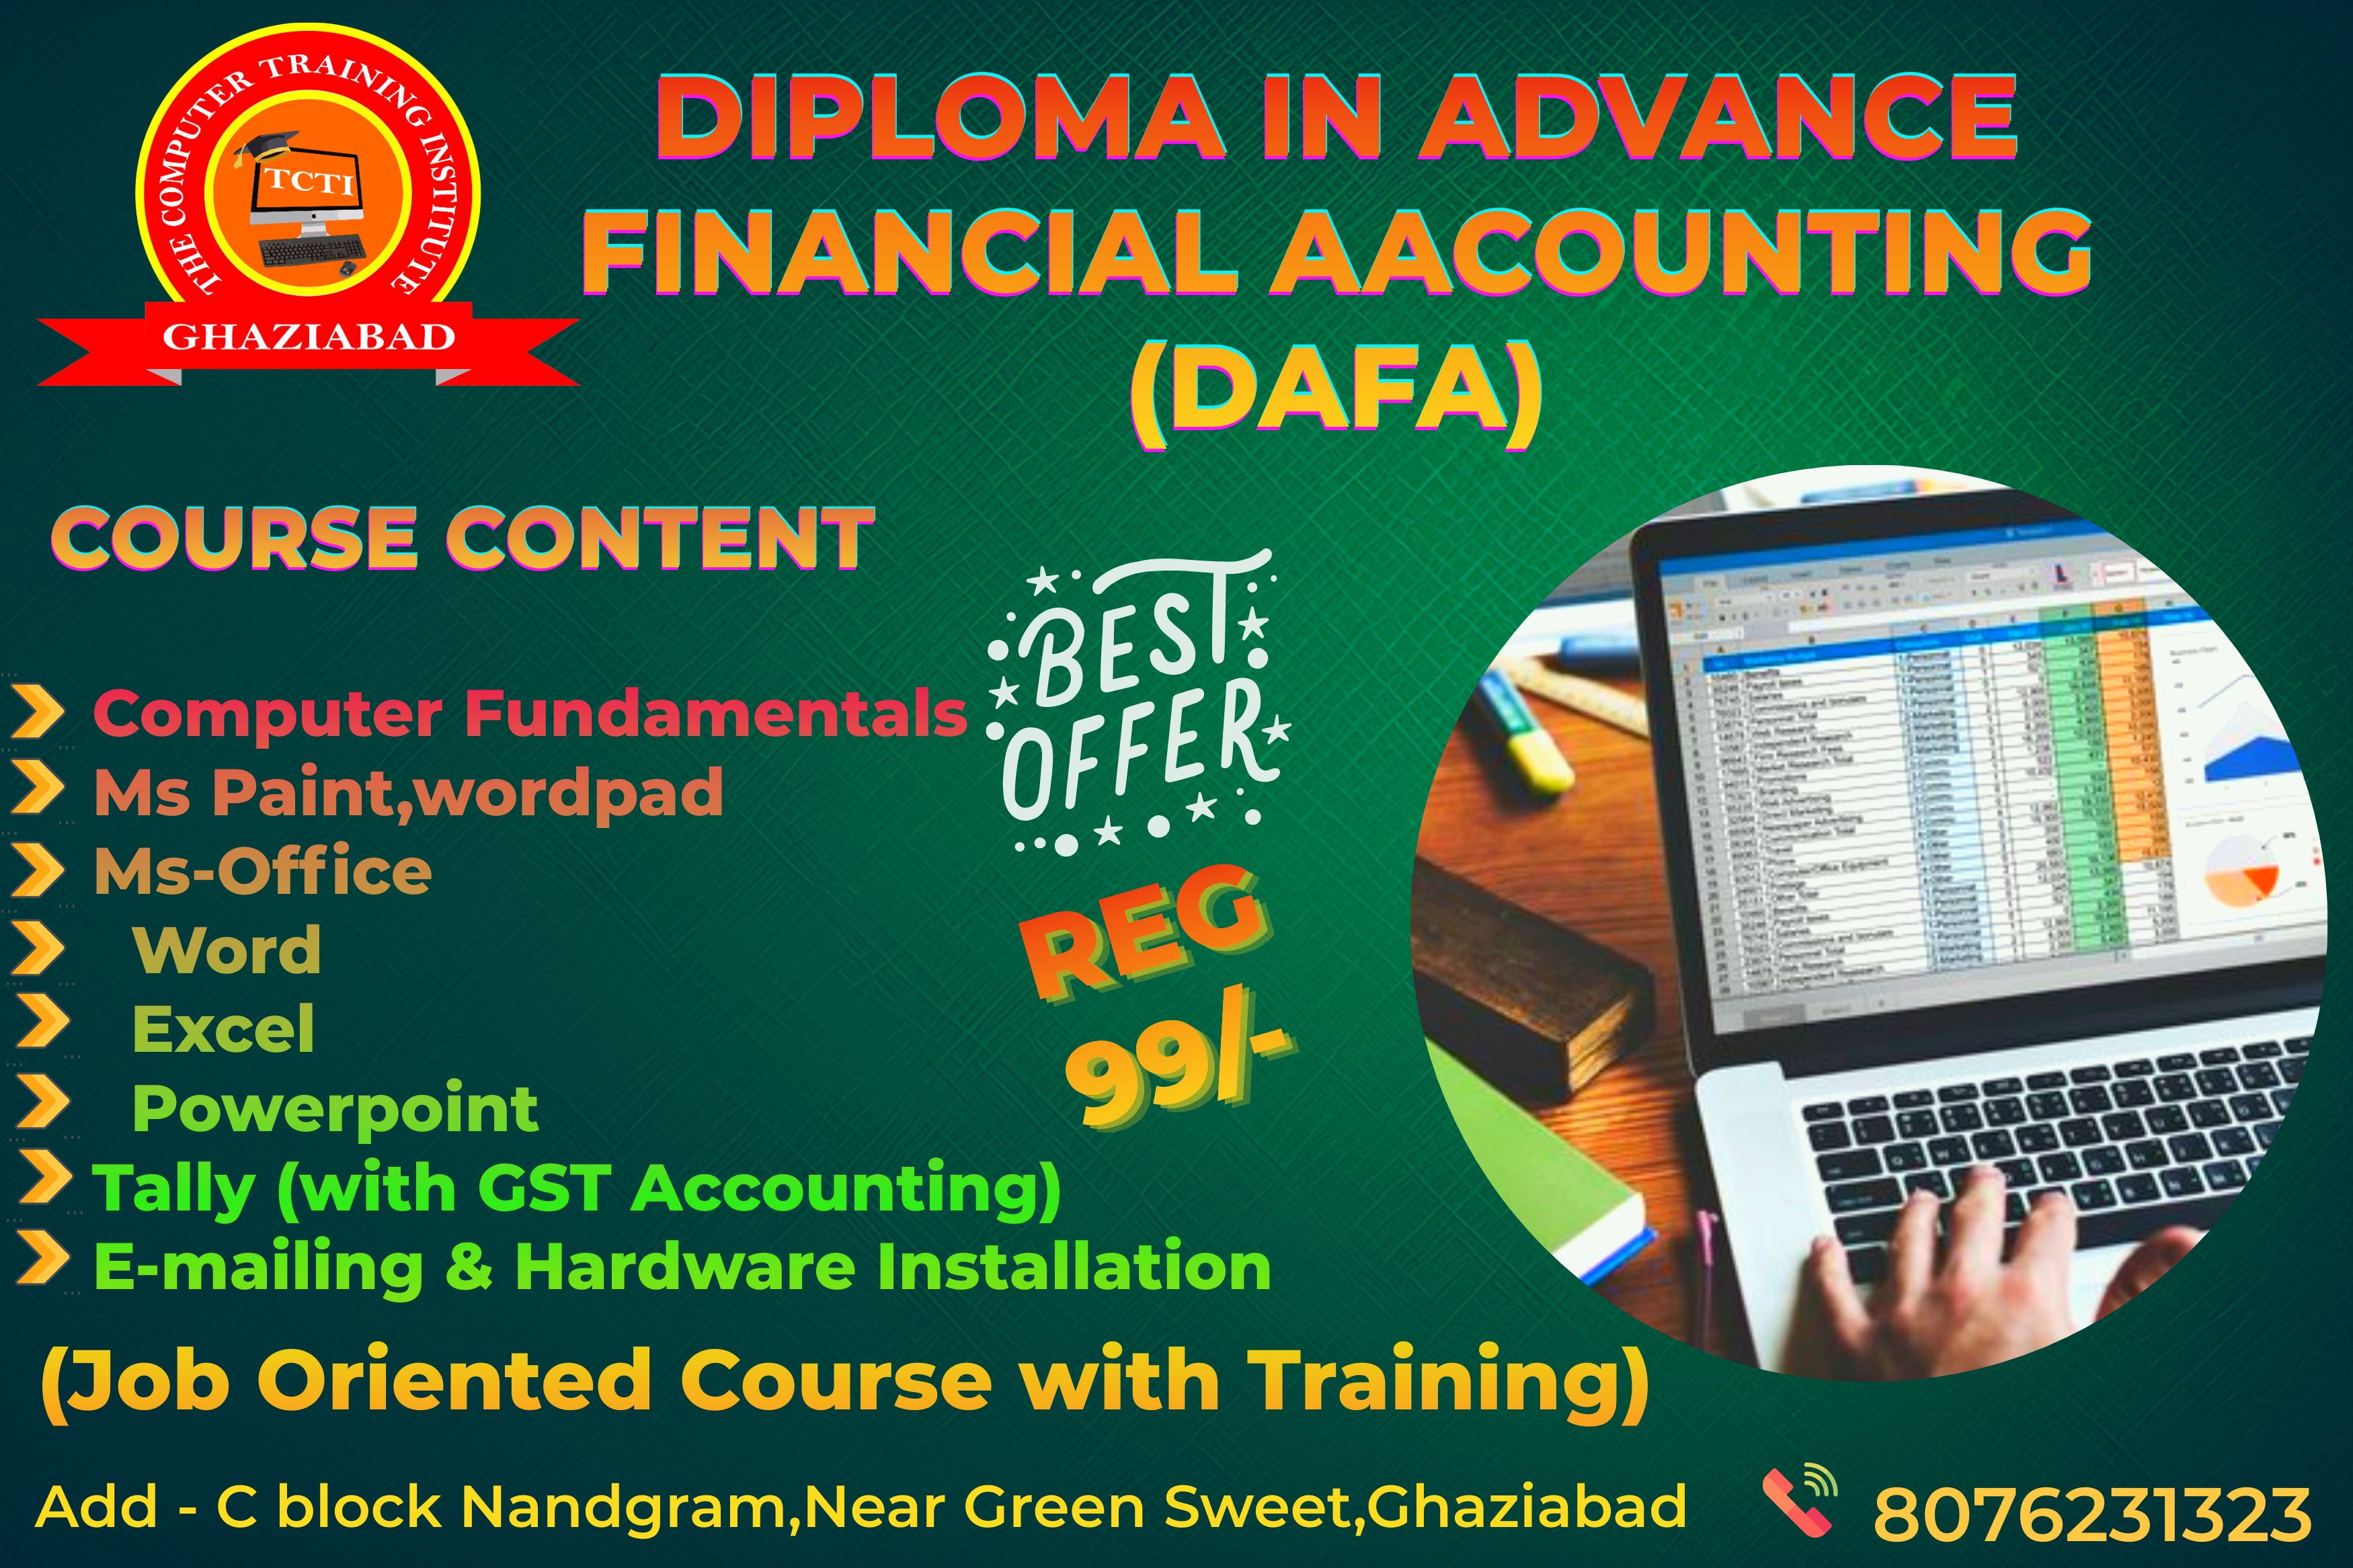 THE COMPUTER TRAINING INSTITUTE
TCTI
GHAZIABAD
DIPLOMA IN ADVANCE
FINANCIAL AACOUNTING
(DAFA)
COURSE CONTENT
Computer Fundamentals
Ms Paint,wordpad
Ms-Office
Word
Excel
Powerpoint
Tally (with GST Accounting)
E-mailing & Hardware Installation
BEST
OFFER
REG
99/-
(Job Oriented Course with Training)
Add - C block Nandgram,Near Green Sweet,Ghaziabad
8076231323